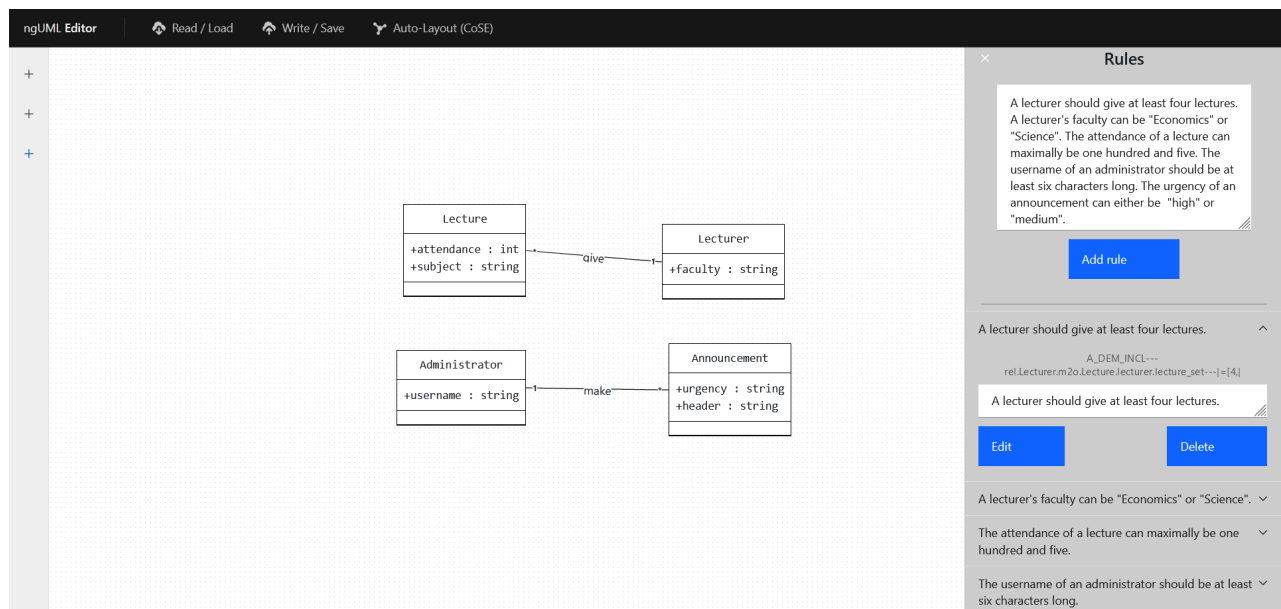 ngUML Editor
Read / Load
Write / Save
Auto-Layout (CoSE)
Lecture
+attendance : int
+subject : string
*
give
1
Lecturer
+faculty : string
Administrator
+username : string
1
make
*
Announcement
+urgency : string
+header : string
Rules
A lecturer should give at least four lectures.
A lecturer's faculty can be "Economics" or
"Science". The attendance of a lecture can
maximally be one hundred and five. The
username of an administrator should be at
least six characters long. The urgency of an
announcement can either be "high" or
"medium".
Add rule
A lecturer should give at least four lectures.
A_DEM_INCL---
rel.Lecturer.m2o.Lecture.lecturer.lecture_set---|=[4,|
A lecturer should give at least four lectures.
Edit
Delete
A lecturer's faculty can be "Economics" or "Science".
The attendance of a lecture can maximally be one
hundred and five.
The username of an administrator should be at least
six characters long.